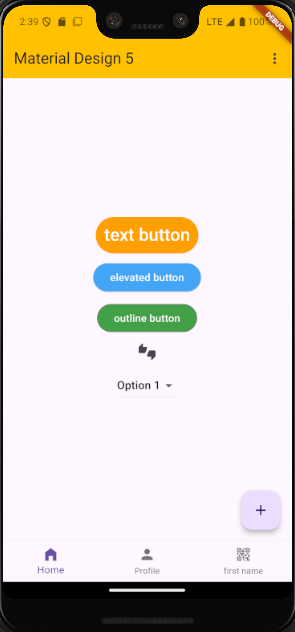 2:39 LTE 100%
DEBUG
Material Design 5
text button
elevated button
outline button
Option 1
Home Profile first name